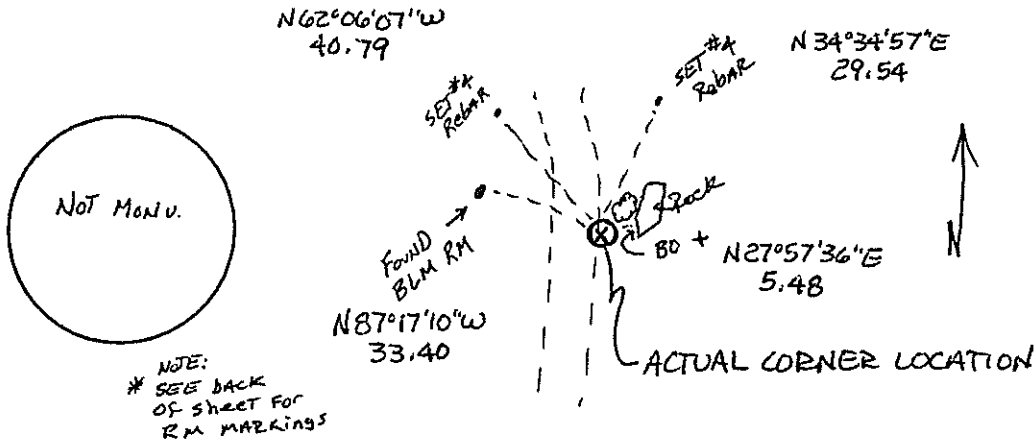 N62°06'07"W
40.79
SET #4
RebAR
SET #4
RebAR
N34°34'57"E
29.54
NOT MONU.
Rock
FOUND
BLM RM
BO +
N27°57'36"E
5.48
N
N87°17'10"W
33.40
ACTUAL CORNER LOCATION
NOTE:
* SEE BACK
OF sheet FOR
RM MARKings